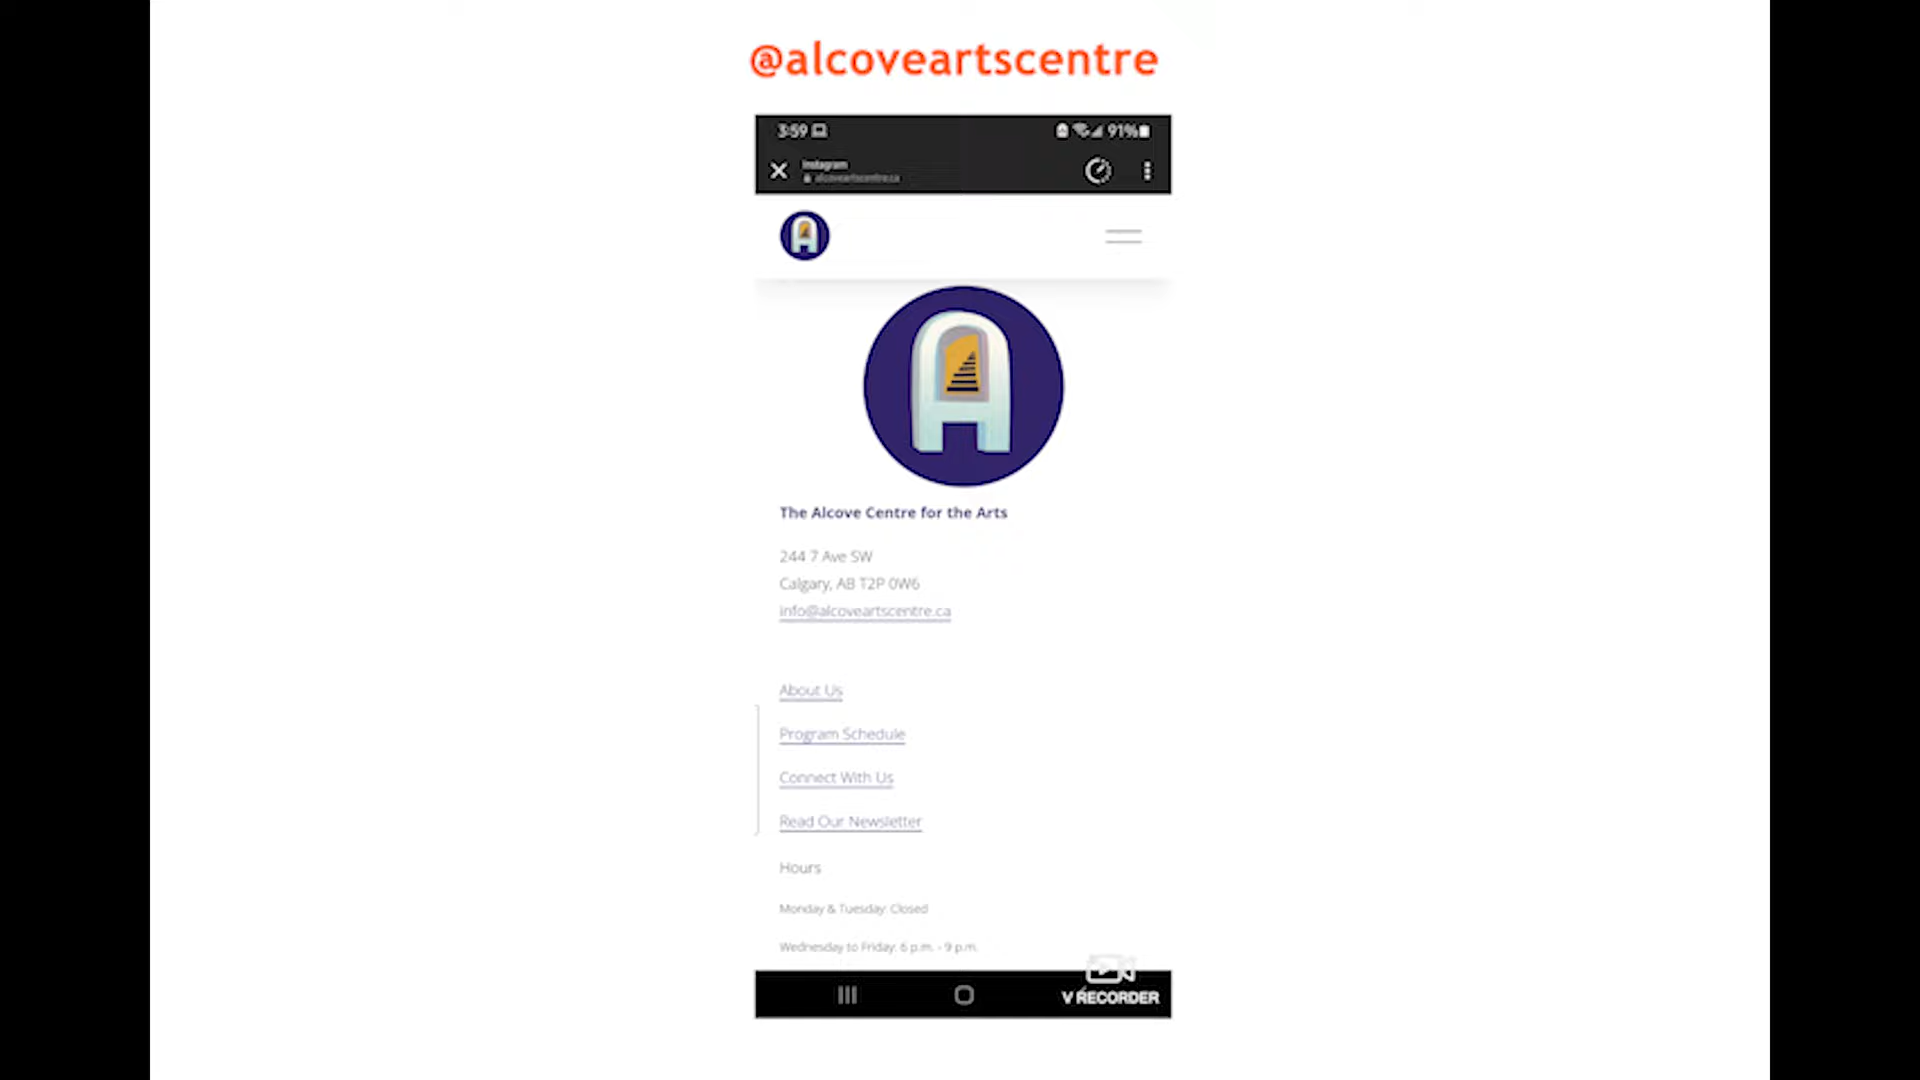 @alcoveartscentre
3:59
91%
Instagram
alcoveartscentre.ca
The Alcove Centre for the Arts
244 7 Ave SW
Calgary, AB T2P 0W6
info@alcoveartscentre.ca
About Us
Program Schedule
Connect With Us
Read Our Newsletter
Hours
Monday & Tuesday: Closed
Wednesday to Friday: 6 p.m. - 9 p.m.
V RECORDER